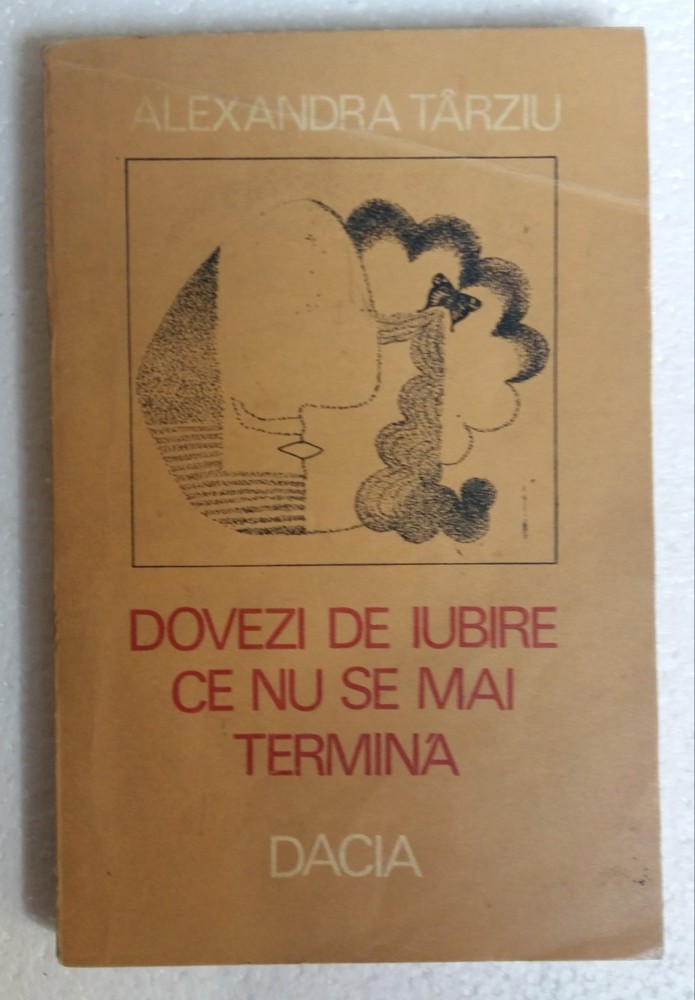 ALEXANDRA TÂRZIU
DOVEZI DE IUBIRE
CE NU SE MAI
TERMINĂ
DACIA